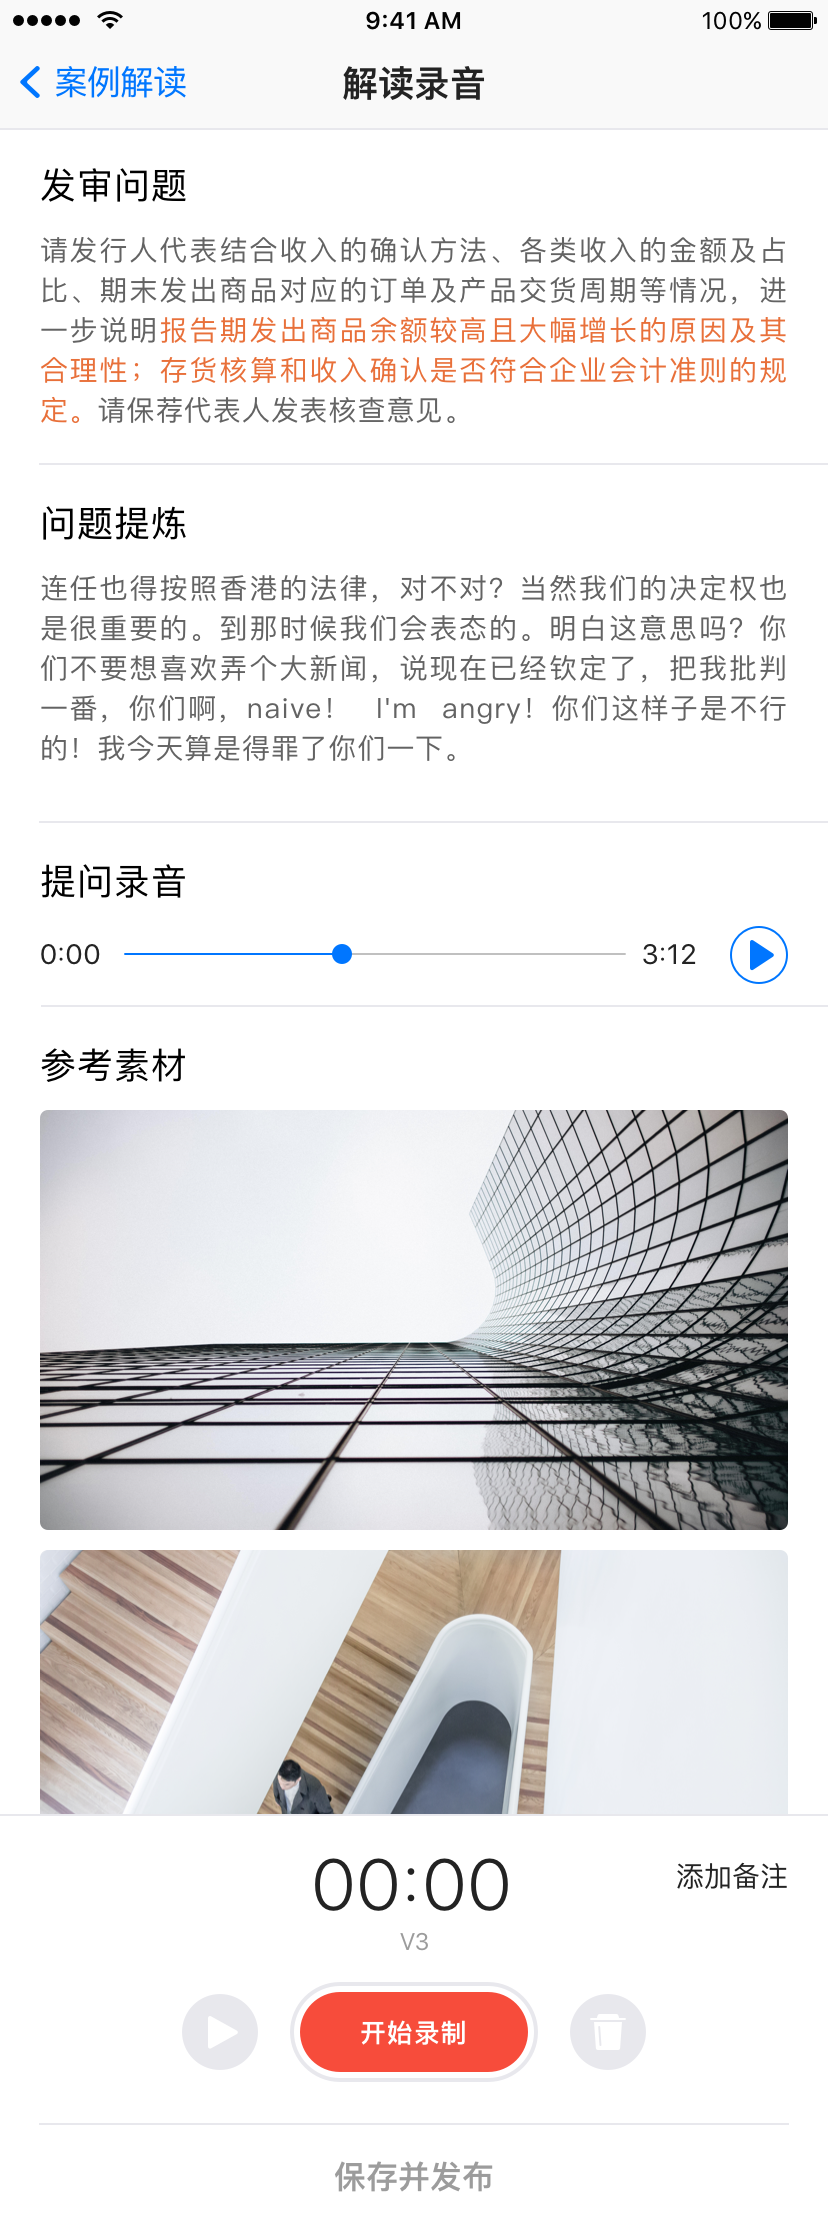 9:41 AM
100%
案例解读
解读录音
发审问题
请发行人代表结合收入的确认方法、各类收入的金额及占
比、期末发出商品对应的订单及产品交货周期等情况，进
一步说明报告期发出商品余额较高且大幅增长的原因及其
合理性；存货核算和收入确认是否符合企业会计准则的规
定。请保荐代表人发表核查意见。
问题提炼
连任也得按照香港的法律，对不对？当然我们的决定权也
是很重要的。到那时候我们会表态的。明白这意思吗？你
们不要想喜欢弄个大新闻，说现在已经钦定了，把我批判
一番，你们啊，naive！ I'm angry！你们这样子是不行
的！我今天算是得罪了你们一下。
提问录音
0:00
3:12
参考素材
00:00
添加备注
V3
开始录制
保存并发布